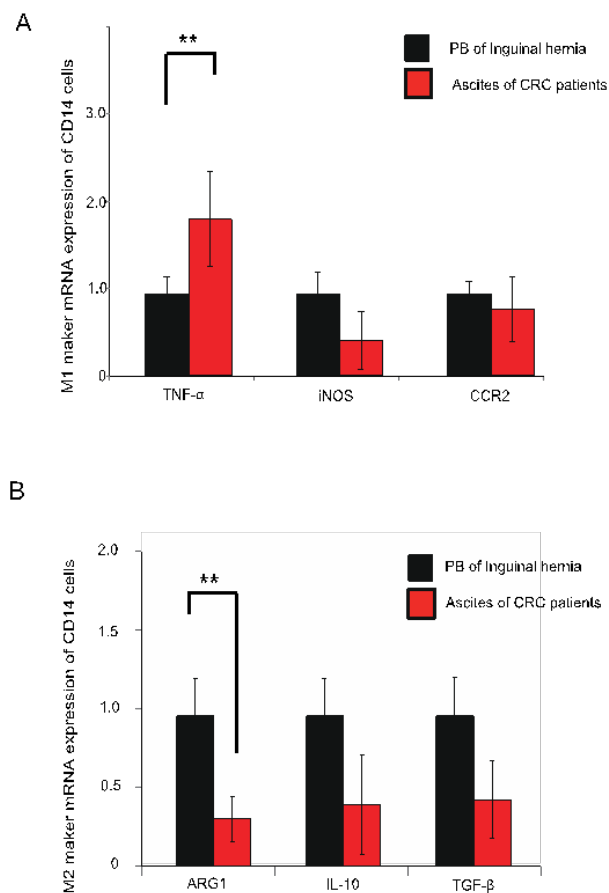 A
M1 maker mRNA expression of CD14 cells
**
PB of Inguinal hernia
Ascites of CRC patients
3.0
2.0
1.0
0
TNF-α
iNOS
CCR2
B
M2 maker mRNA expression of CD14 cells
**
PB of Inguinal hernia
Ascites of CRC patients
2.0
1.5
1.0
0.5
0
ARG1
IL-10
TGF-β